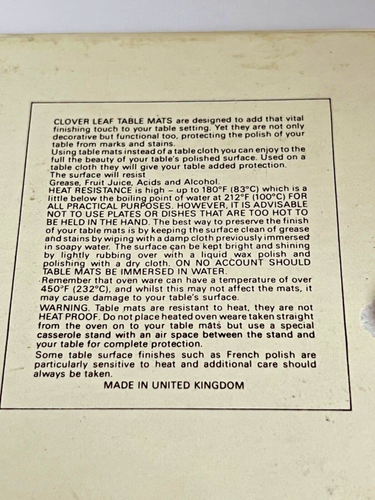 CLOVER LEAF TABLE MATS are designed to add that vital
finishing touch to your table setting. Yet they are not only
decorative but functional too, protecting the polish of your
table from marks and stains.
Using table mats instead of a table cloth you can enjoy to the
full the beauty of your table's polished surface. Used on a
table cloth they will give your table added protection.
The surface will resist
Grease, Fruit Juice, Acids and Alcohol.
HEAT RESISTANCE is high – up to 180°F (83°C) which is a
little below the boiling point of water at 212°F (100°C) FOR
ALL PRACTICAL PURPOSES. HOWEVER, IT IS ADVISABLE
NOT TO USE PLATES OR DISHES THAT ARE TOO HOT TO
BE HELD IN THE HAND. The best way to preserve the finish
of your table mats is by keeping the surface clean of grease
and stains by wiping with a damp cloth previously immersed
in soapy water. The surface can be kept bright and shining
by lightly rubbing over with a liquid wax polish and
polishing with a dry cloth. ON NO ACCOUNT SHOULD
TABLE MATS BE IMMERSED IN WATER.
Remember that oven ware can have a temperature of over
450°F (232°C), and whilst this may not affect the mats, it
may cause damage to your table's surface.
WARNING. Table mats are resistant to heat, they are not
HEAT PROOF. Do not place heated oven weare taken straight
from the oven on to your table mats but use a special
casserole stand with an air space between the stand and
your table for complete protection.
Some table surface finishes such as French polish are
particularly sensitive to heat and additional care should
always be taken.
MADE IN UNITED KINGDOM